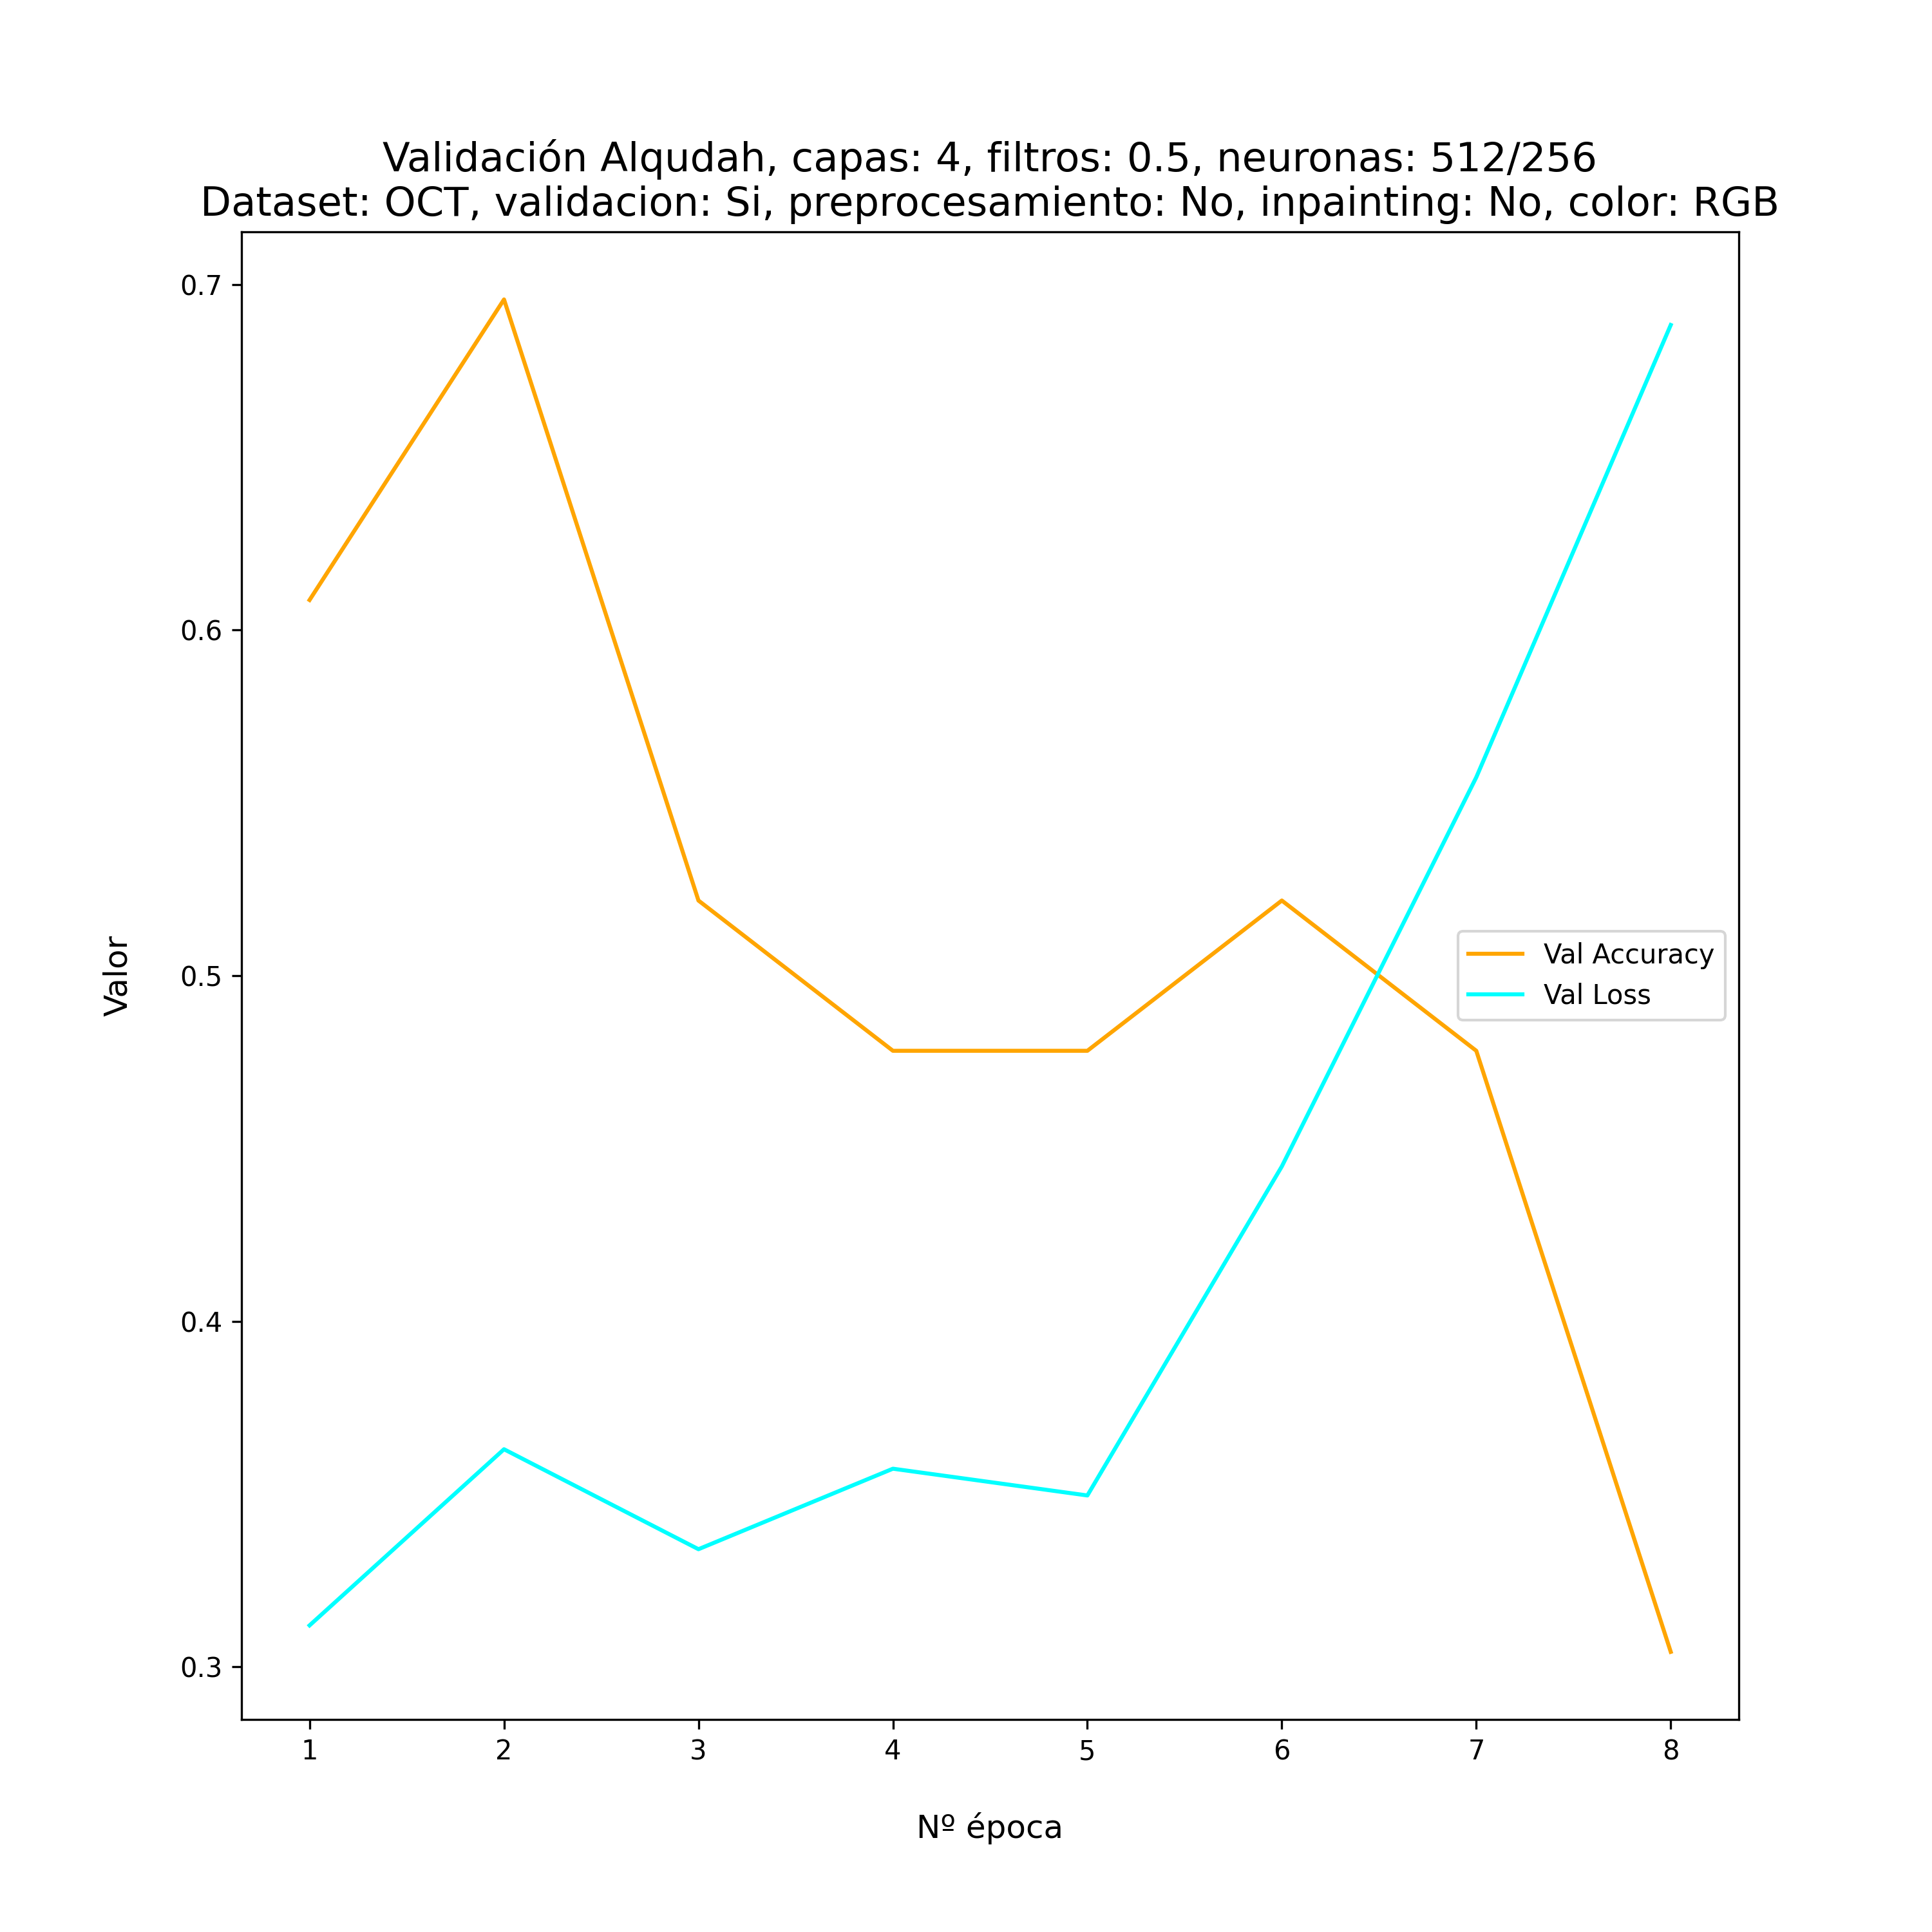 Validación Alqudah, capas: 4, filtros: 0.5, neuronas: 512/256
Dataset: OCT, validacion: Si, preprocesamiento: No, inpainting: No, color: RGB
0.7
0.6
0.5
0.4
0.3
Valor
Val Accuracy
Val Loss
1 2 3 4 5 6 7 8
Nº época